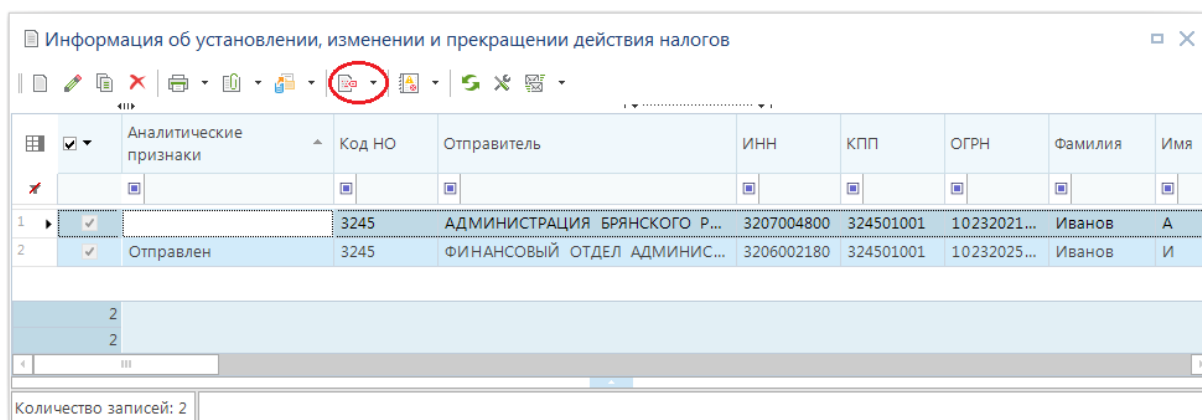 Информация об установлении, изменении и прекращении действия налогов
Аналитические признаки Код НО Отправитель ИНН КПП ОГРН Фамилия Имя
1 3245 АДМИНИСТРАЦИЯ БРЯНСКОГО Р... 3207004800 324501001 10232021... Иванов А
2 Отправлен 3245 ФИНАНСОВЫЙ ОТДЕЛ АДМИНИС... 3206002180 324501001 10232025... Иванов И
2
2
Количество записей: 2